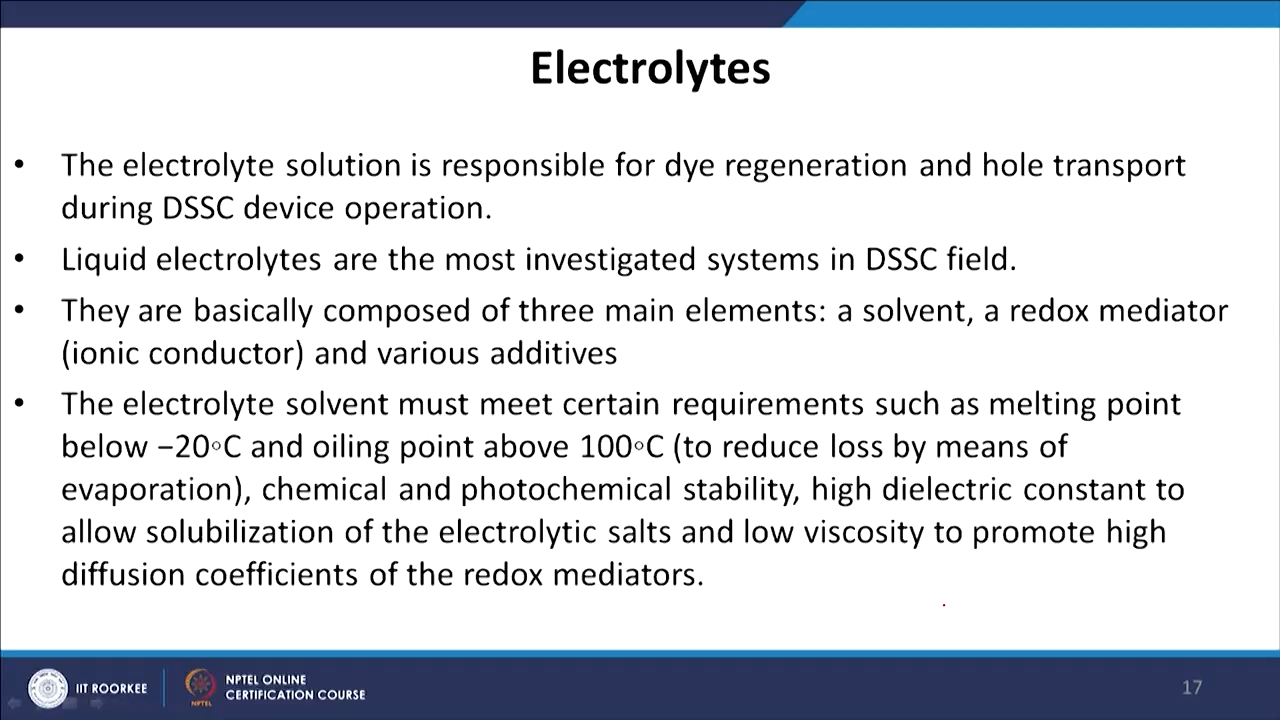 Electrolytes
• The electrolyte solution is responsible for dye regeneration and hole transport
during DSSC device operation.
• Liquid electrolytes are the most investigated systems in DSSC field.
• They are basically composed of three main elements: a solvent, a redox mediator
(ionic conductor) and various additives
• The electrolyte solvent must meet certain requirements such as melting point
below −20◦C and oiling point above 100◦C (to reduce loss by means of
evaporation), chemical and photochemical stability, high dielectric constant to
allow solubilization of the electrolytic salts and low viscosity to promote high
diffusion coefficients of the redox mediators.
IIT ROORKEE
NPTEL
NPTEL ONLINE
CERTIFICATION COURSE
17